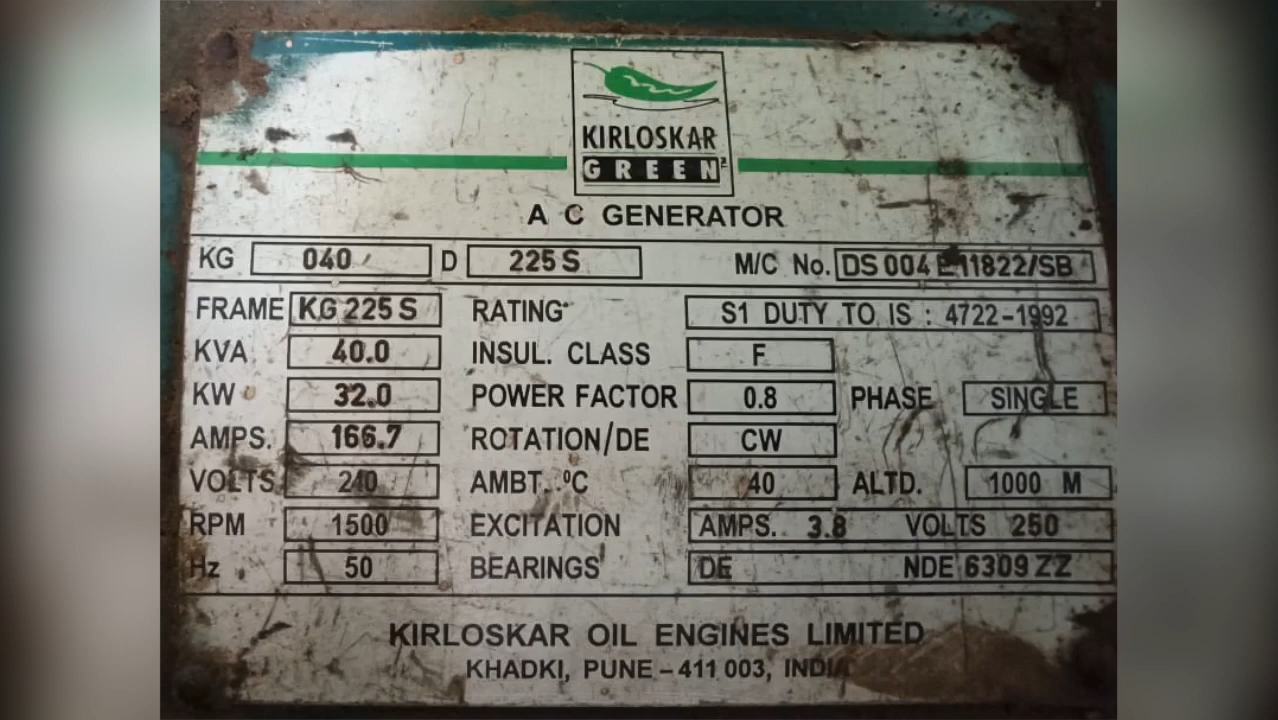 KIRLOSKAR
GREEN²
A C GENERATOR
KG 040 D 225 S M/C No. DS 004 E 11822/SB
FRAME KG 225 S RATING S1 DUTY TO IS : 4722-1992
KVA 40.0 INSUL. CLASS F
KW 32.0 POWER FACTOR 0.8 PHASE SINGLE
AMPS. 166.7 ROTATION/DE CW
VOLTS 240 AMBT. ⁰C 40 ALTD. 1000 M
RPM 1500 EXCITATION AMPS. 3.8 VOLTS 250
Hz 50 BEARINGS DE NDE 6309 ZZ
KIRLOSKAR OIL ENGINES LIMITED
KHADKI, PUNE – 411 003, INDIA